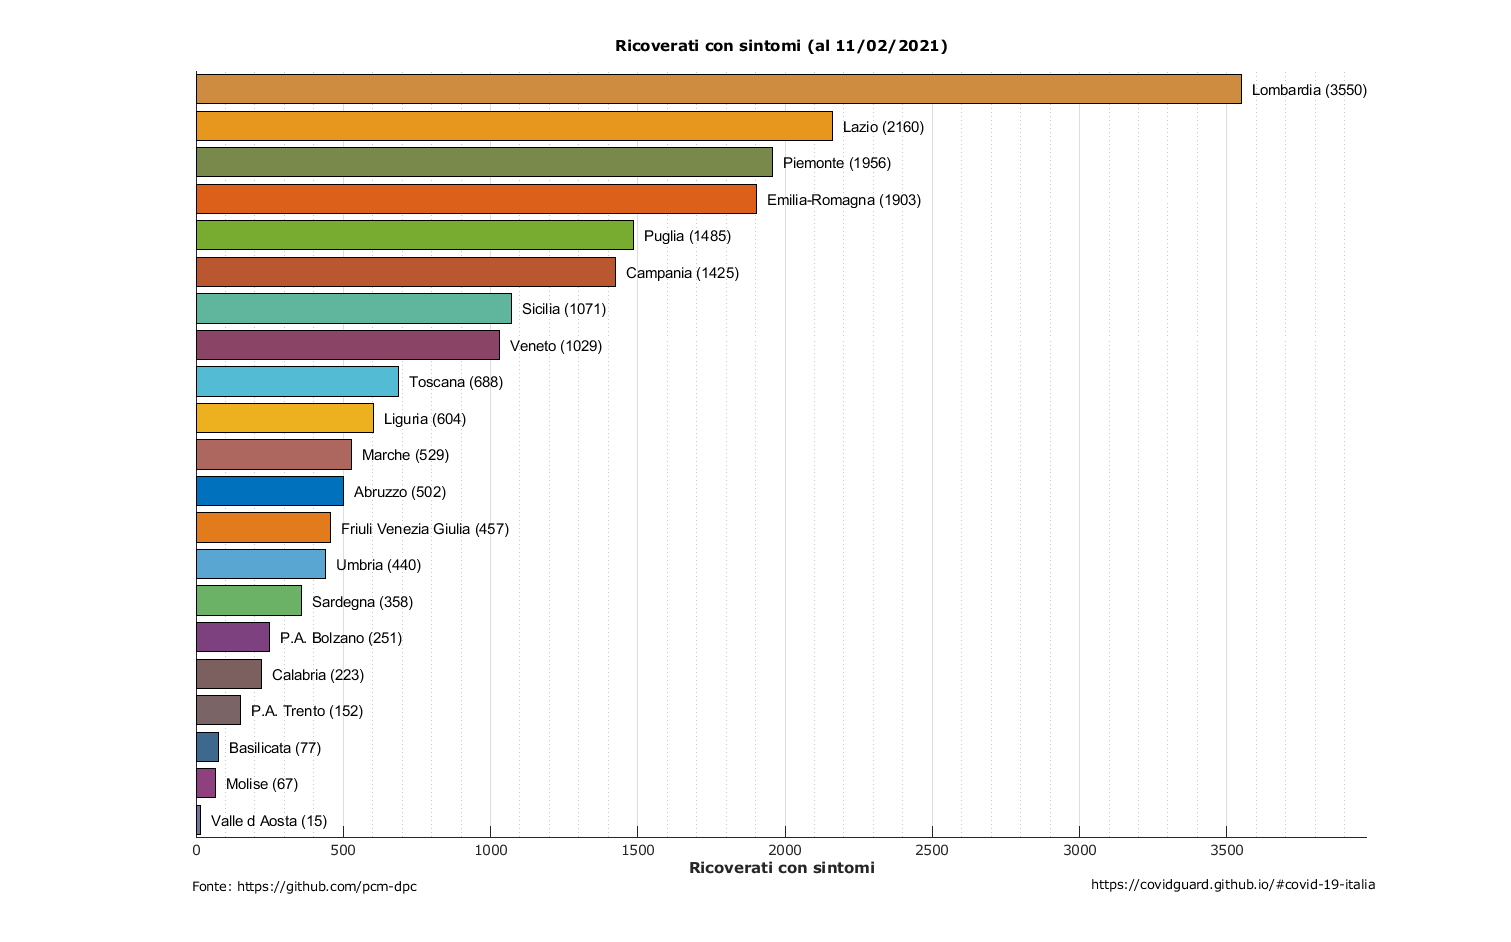 Ricoverati con sintomi (al 11/02/2021)
Lombardia (3550)
Lazio (2160)
Piemonte (1956)
Emilia-Romagna (1903)
Puglia (1485)
Campania (1425)
Sicilia (1071)
Veneto (1029)
Toscana (688)
Liguria (604)
Marche (529)
Abruzzo (502)
Friuli Venezia Giulia (457)
Umbria (440)
Sardegna (358)
P.A. Bolzano (251)
Calabria (223)
P.A. Trento (152)
Basilicata (77)
Molise (67)
Valle d Aosta (15)
0 500 1000 1500 2000 2500 3000 3500
Ricoverati con sintomi
Fonte: https://github.com/pcm-dpc
https://covidguard.github.io/#covid-19-italia